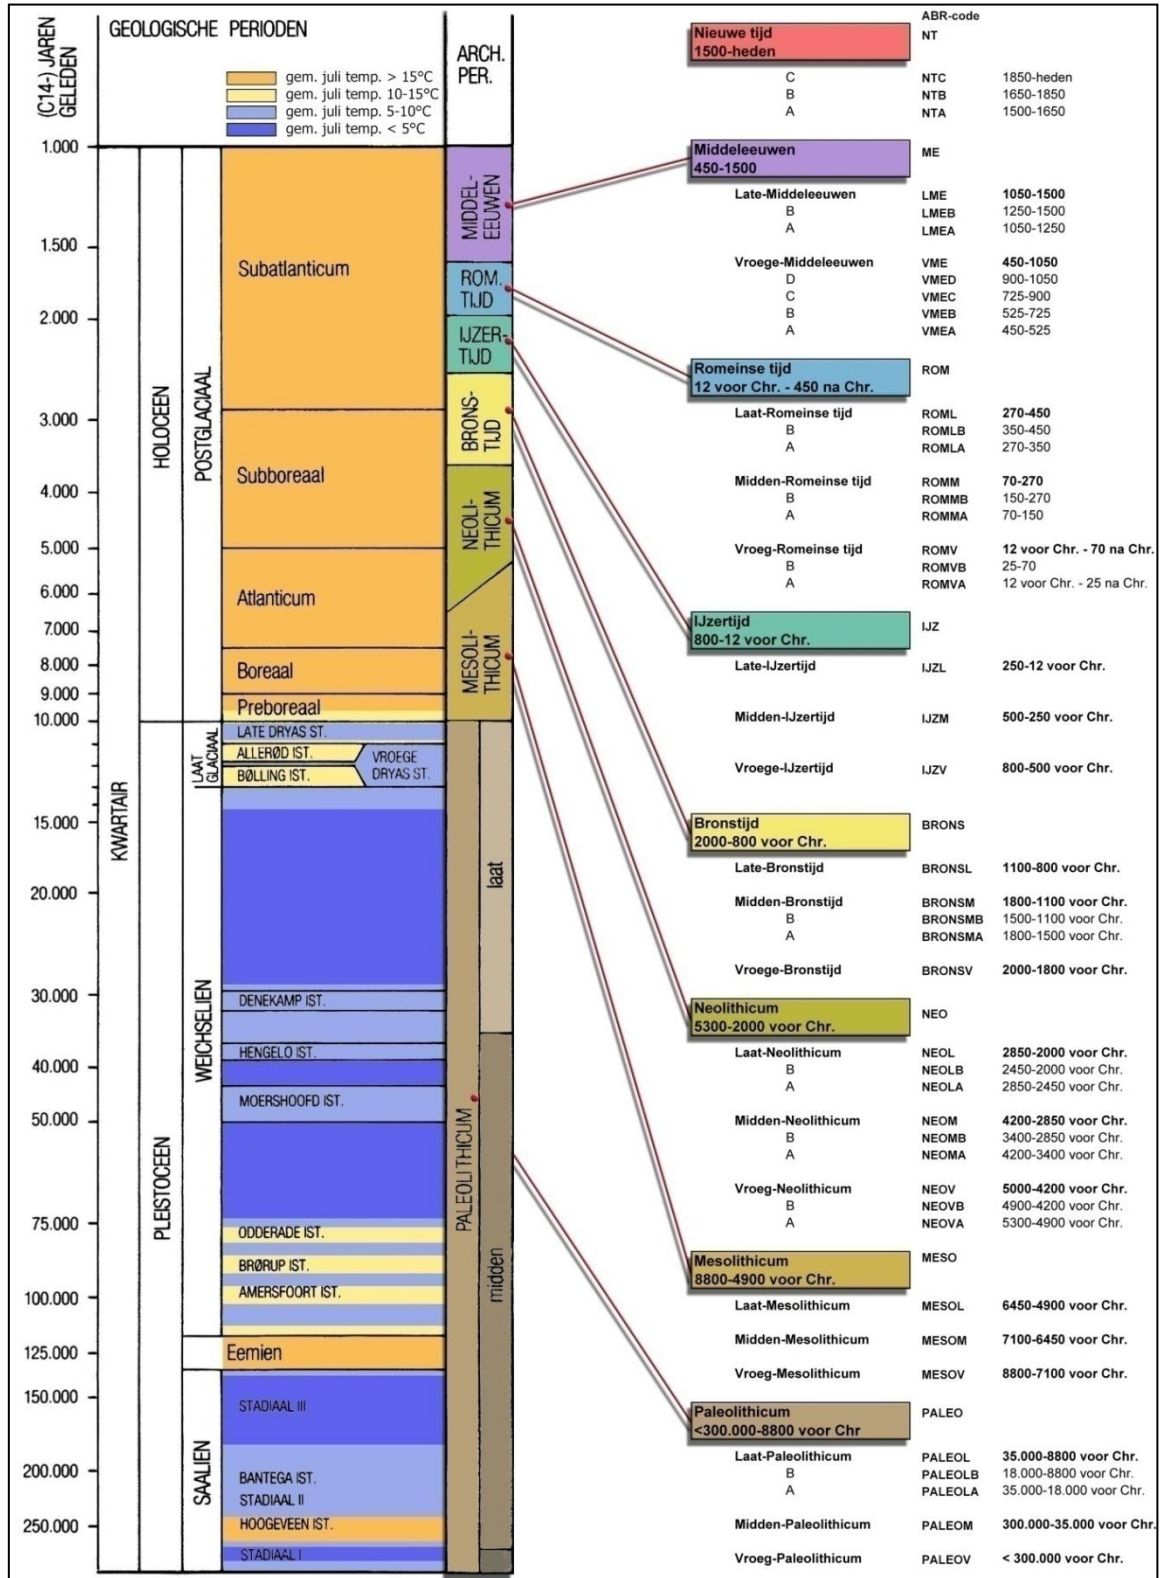 (C14-) JAREN
GELEDEN
GEOLOGISCHE PERIODEN
gem. juli temp. > 15°C
gem. juli temp. 10-15°C
gem. juli temp. 5-10°C
gem. juli temp. < 5°C
ARCH.
PER.
1.000
1.500
2.000
3.000
4.000
5.000
6.000
7.000
8.000
9.000
10.000
15.000
20.000
30.000
40.000
50.000
75.000
100.000
125.000
150.000
200.000
250.000
KWARTAIR
HOLOCEEN
PLEISTOCEEN
POSTGLACIAAL
LAAT
GLACIAAL
WEICHSELIEN
SAALIEN
Subatlanticum
Subboreaal
Atlanticum
Boreaal
Preboreaal
LATE DRYAS ST.
ALLERØD IST.
VROEGE
DRYAS ST.
BØLLING IST.
DENEKAMP IST.
HENGELO IST.
MOERSHOOFD IST.
ODDERADE IST.
BRØRUP IST.
AMERSFOORT IST.
Eemien
STADIAAL III
BANTEGA IST.
STADIAAL II
HOOGEVEEN IST.
STADIAAL I
MIDDEL-
EEUWEN
ROM.
TIJD
IJZER-
TIJD
BRONS-
TIJD
NEOLI-
THICUM
MESOLI-
THICUM
PALEOLITHICUM
laat
midden
ABR-code
Nieuwe tijd NT
1500-heden
C NTC 1850-heden
B NTB 1650-1850
A NTA 1500-1650
Middeleeuwen ME
450-1500
Late-Middeleeuwen LME 1050-1500
B LMEB 1250-1500
A LMEA 1050-1250
Vroege-Middeleeuwen VME 450-1050
D VMED 900-1050
C VMEC 725-900
B VMEB 525-725
A VMEA 450-525
Romeinse tijd ROM
12 voor Chr. - 450 na Chr.
Laat-Romeinse tijd ROML 270-450
B ROMLB 350-450
A ROMLA 270-350
Midden-Romeinse tijd ROMM 70-270
B ROMMB 150-270
A ROMMA 70-150
Vroeg-Romeinse tijd ROMV 12 voor Chr. - 70 na Chr.
B ROMVB 25-70
A ROMVA 12 voor Chr. - 25 na Chr.
IJzertijd IJZ
800-12 voor Chr.
Late-IJzertijd IJZL 250-12 voor Chr.
Midden-IJzertijd IJZM 500-250 voor Chr.
Vroege-IJzertijd IJZV 800-500 voor Chr.
Bronstijd BRONS
2000-800 voor Chr.
Late-Bronstijd BRONSL 1100-800 voor Chr.
Midden-Bronstijd BRONSM 1800-1100 voor Chr.
B BRONSMB 1500-1100 voor Chr.
A BRONSMA 1800-1500 voor Chr.
Vroege-Bronstijd BRONSV 2000-1800 voor Chr.
Neolithicum NEO
5300-2000 voor Chr.
Laat-Neolithicum NEOL 2850-2000 voor Chr.
B NEOLB 2450-2000 voor Chr.
A NEOLA 2850-2450 voor Chr.
Midden-Neolithicum NEOM 4200-2850 voor Chr.
B NEOMB 3400-2850 voor Chr.
A NEOMA 4200-3400 voor Chr.
Vroeg-Neolithicum NEOV 5000-4200 voor Chr.
B NEOVB 4900-4200 voor Chr.
A NEOVA 5300-4900 voor Chr.
Mesolithicum MESO
8800-4900 voor Chr.
Laat-Mesolithicum MESOL 6450-4900 voor Chr.
Midden-Mesolithicum MESOM 7100-6450 voor Chr.
Vroeg-Mesolithicum MESOV 8800-7100 voor Chr.
Paleolithicum PALEO
<300.000-8800 voor Chr
Laat-Paleolithicum PALEOL 35.000-8800 voor Chr.
B PALEOLB 18.000-8800 voor Chr.
A PALEOLA 35.000-18.000 voor Chr.
Midden-Paleolithicum PALEOM 300.000-35.000 voor Chr.
Vroeg-Paleolithicum PALEOV < 300.000 voor Chr.